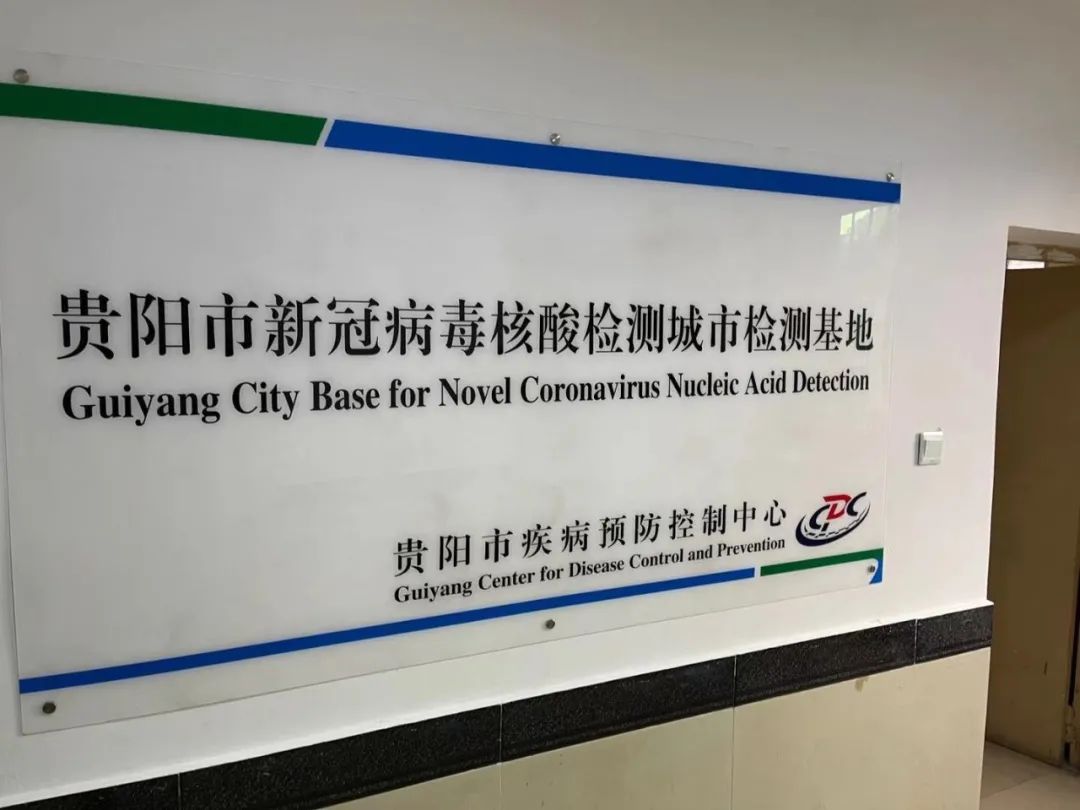 贵阳市新冠病毒核酸检测城市检测基地
Guiyang City Base for Novel Coronavirus Nucleic Acid Detection
贵阳市疾病预防控制中心
Guiyang Center for Disease Control and Prevention
CDC